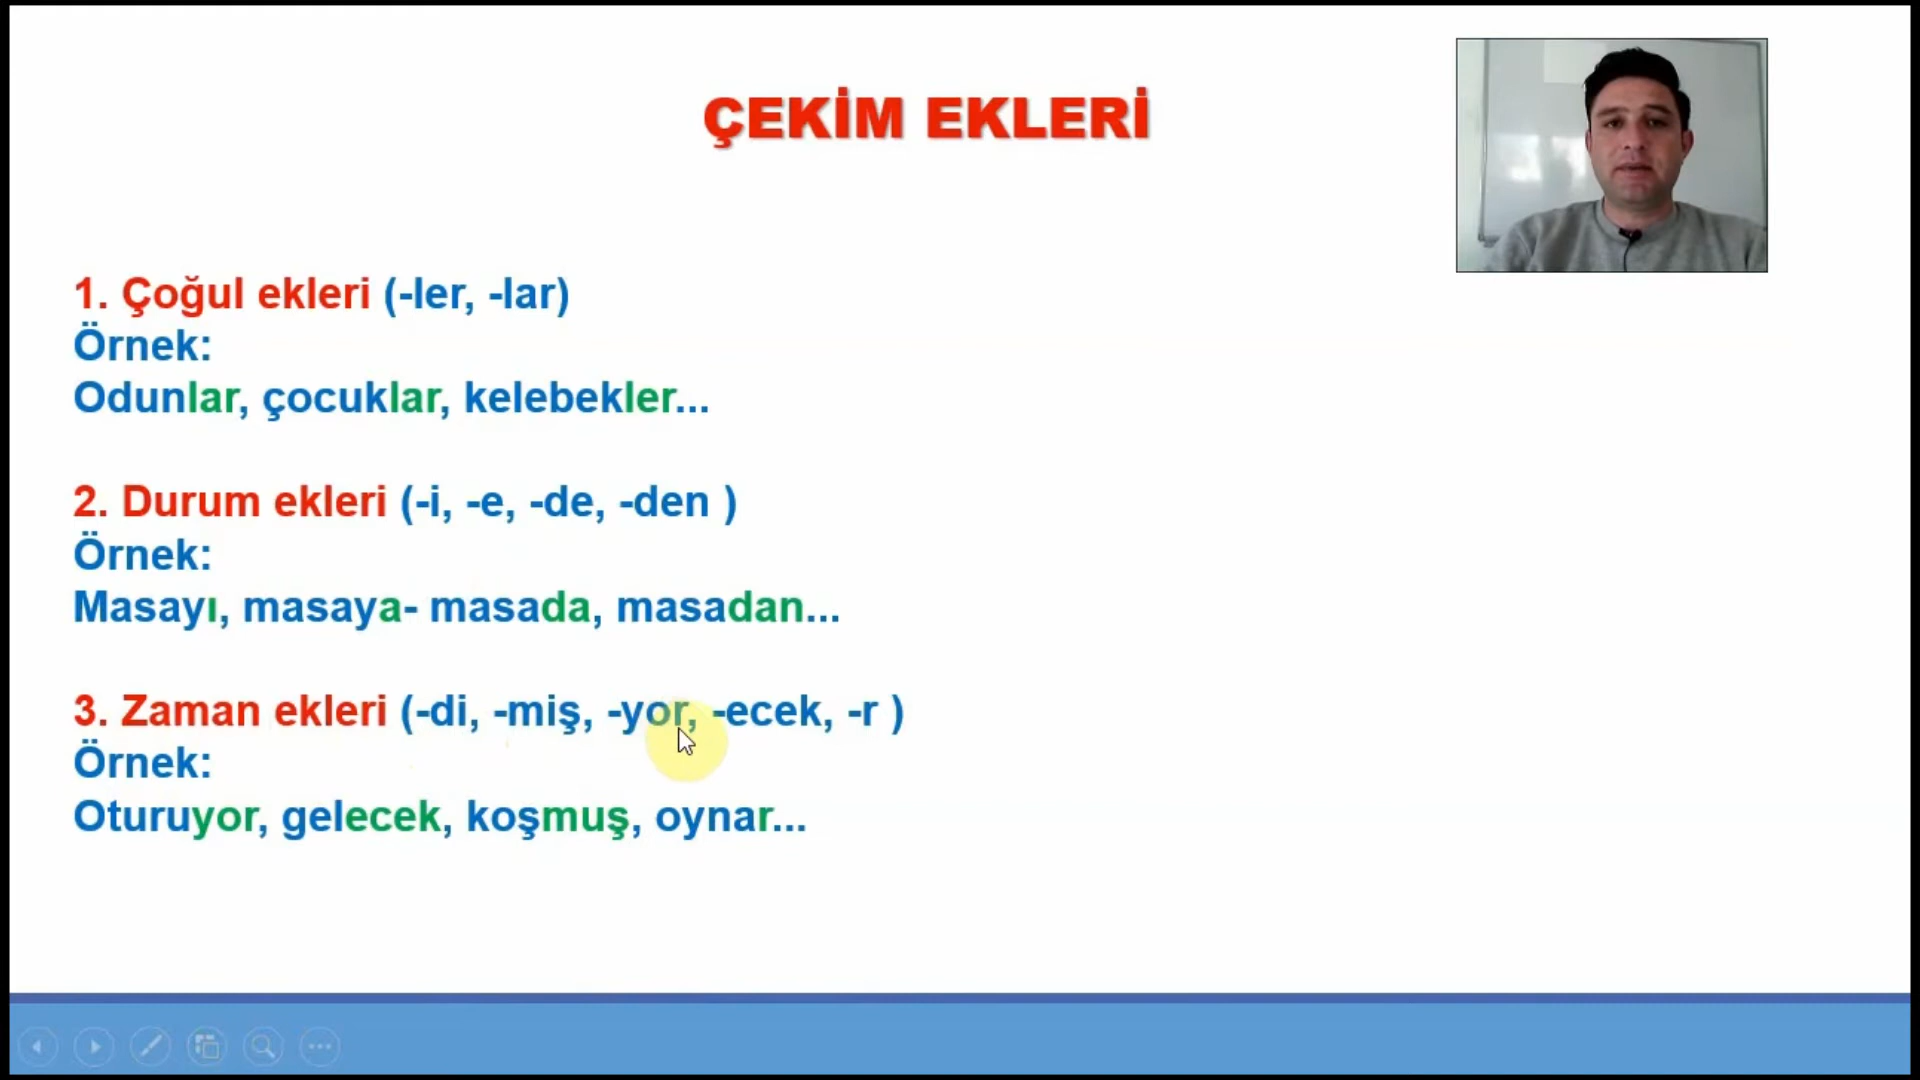 ÇEKİM EKLERİ
1. Çoğul ekleri (-ler, -lar)
Örnek:
Odunlar, çocuklar, kelebekler...
2. Durum ekleri (-i, -e, -de, -den )
Örnek:
Masayı, masaya- masada, masadan...
3. Zaman ekleri (-di, -miş, -yor, -ecek, -r )
Örnek:
Oturuyor, gelecek, koşmuş, oynar...